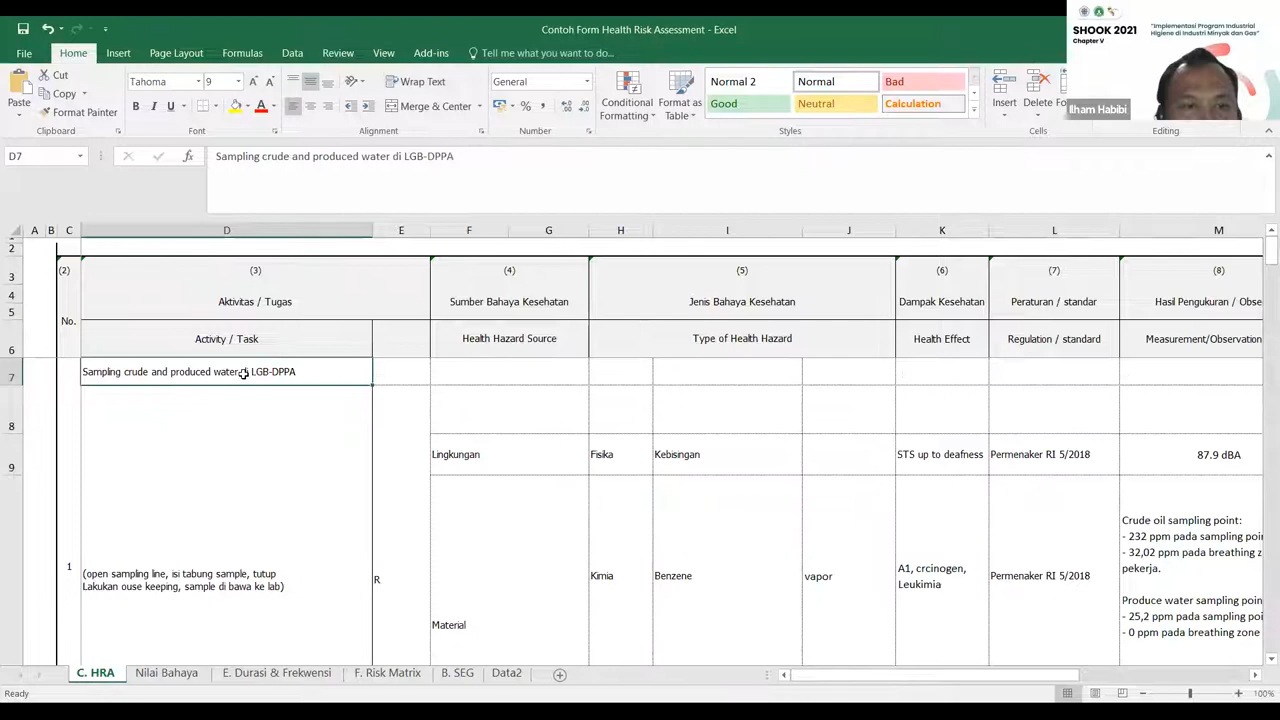 Contoh Form Health Risk Assessment - Excel
SHOOK 2021
Chapter V
"Implementasi Program Industrial
Higiene di Industri Minyak dan Gas"
File Home Insert Page Layout Formulas Data Review View Add-ins Tell me what you want to do...
Cut
Copy
Format Painter
Paste
Clipboard
Tahoma 9
B I U
Font
Wrap Text
Merge & Center
Alignment
General
Number
Conditional
Formatting
Format as
Table
Normal 2 Normal Bad
Good Neutral Calculation
Styles
Insert Delete
Cells
Ilham Habibi
Editing
D7 fx Sampling crude and produced water di LGB-DPPA
A B C D E F G H I J K L M
2
3 (2) (3) (4) (5) (6) (7) (8)
4 Aktivitas / Tugas Sumber Bahaya Kesehatan Jenis Bahaya Kesehatan Dampak Kesehatan Peraturan / standar Hasil Pengukuran / Obse
5 No.
6 Activity / Task Health Hazard Source Type of Health Hazard Health Effect Regulation / standard Measurement/Observation
7 Sampling crude and produced water di LGB-DPPA
8
9 Lingkungan Fisika Kebisingan STS up to deafness Permenaker RI 5/2018 87.9 dBA
Crude oil sampling point:
- 232 ppm pada sampling poi
- 32,02 ppm pada breathing z
pekerja.
1 (open sampling line, isi tabung sample, tutup
Lakukan ouse keeping, sample di bawa ke lab)
R
Kimia Benzene vapor
A1, crcinogen,
Leukimia
Permenaker RI 5/2018
Produce water sampling poin
- 25,2 ppm pada sampling poi
- 0 ppm pada breathing zone
Material
C. HRA Nilai Bahaya E. Durasi & Frekwensi F. Risk Matrix B. SEG Data2
Ready 100%